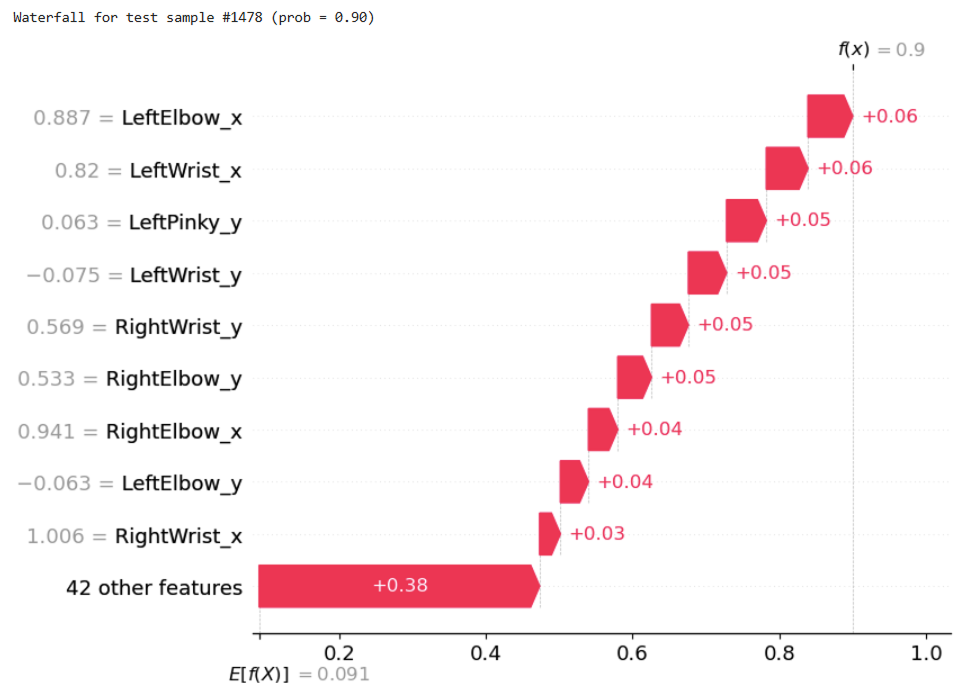 Waterfall for test sample #1478 (prob = 0.90)
f(x) = 0.9
0.887 = LeftElbow_x +0.06
0.82 = LeftWrist_x +0.06
0.063 = LeftPinky_y +0.05
−0.075 = LeftWrist_y +0.05
0.569 = RightWrist_y +0.05
0.533 = RightElbow_y +0.05
0.941 = RightElbow_x +0.04
−0.063 = LeftElbow_y +0.04
1.006 = RightWrist_x +0.03
42 other features +0.38
0.2 0.4 0.6 0.8 1.0
E[f(X)] = 0.091